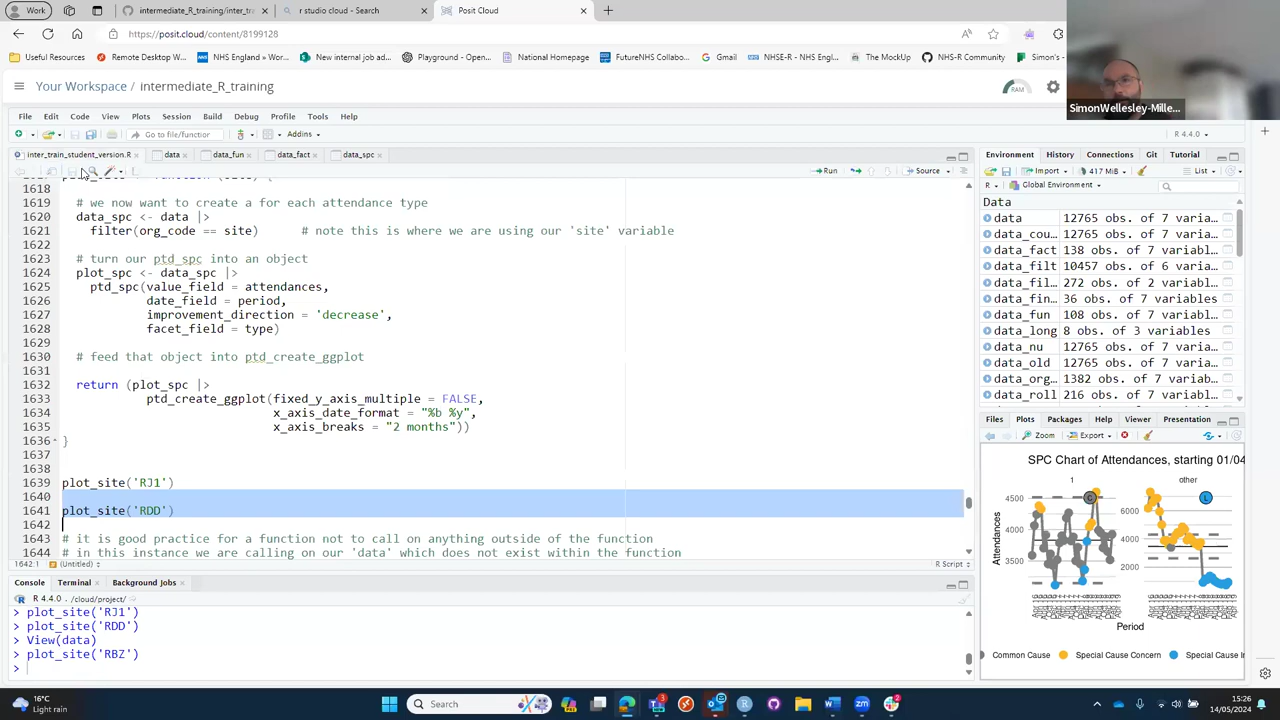 Work
intermediate_R_training/inter_tra
r studio cloud - Search
Posit Cloud
https://posit.cloud/content/8199128
Useful Resources
Remote Desktop W...
NHS England > Wor...
New internal job ad...
Playground - Open...
National Homepage
FutureNHS Collabo...
NHSE-R - NHS Engl...
The MockUp
NHS-R Community
Simon's
SimonWellesley-Mille...
Your Workspace / intermediate_R_training
RAM
File Edit Code View Plots Session Build Debug Profile Tools Help
Go to file/function
Addins
R 4.4.0
inter_train_student_version.R
data
data_fun
data_fact
data_spc
Run
Source
1618
1619 # we now want to create a for each attendance type
1620 data_spc <- data |>
1621 filter(org_code == site) # note this is where we are using our 'site' variable
1622
1623 # turn our ptd_spc into an object
1624 plot_spc <- data_spc |>
1625 ptd_spc(value_field = attendances,
1626 date_field = period,
1627 improvement_direction = 'decrease',
1628 facet_field = type)
1629
1630 # feed that object into ptd_create_ggplot
1631
1632 return (plot_spc |>
1633 ptd_create_ggplot(fixed_y_axis_multiple = FALSE,
1634 x_axis_date_format = "%b %y",
1635 x_axis_breaks = "2 months"))
1636 }
1637
1638
1639 plot_site('RJ1')
1640
1641 plot_site('RDD')
1642
1643 # it is good practice for a function not to call on anything outside of the function
1644 # in this instance we are calling on our 'data' which does not exist within the function
1642:1 (Untitled) R Script
Console Terminal Background Jobs
R 4.4.0 . /cloud/project/
> plot_site('RJ1')
> plot_site('RDD')
> View(data)
> plot_site('RBZ')
>
Environment History Connections Git Tutorial
Import 417 MiB List
R Global Environment
Data
data 12765 obs. of 7 varia...
data_cou... 12765 obs. of 7 varia...
data_fact 138 obs. of 7 variabl...
data_filt 10457 obs. of 6 varia...
data_fil... 272 obs. of 2 variabl...
data_fin... 36 obs. of 7 variables
data_fun 108 obs. of 7 variabl...
data_long 8 obs. of 3 variables
data_nu 12765 obs. of 7 varia...
data_old 12765 obs. of 7 varia...
data_org... 1382 obs. of 7 variab...
data_roll 216 obs. of 7 variabl...
Files Plots Packages Help Viewer Presentation
Zoom Export
SPC Chart of Attendances, starting 01/04
1 other
C
L
4500
4000
3500
6000
4000
2000
Attendances
Period
Common Cause Special Cause Concern Special Cause I
16°C
Light rain
Search
15:26
14/05/2024